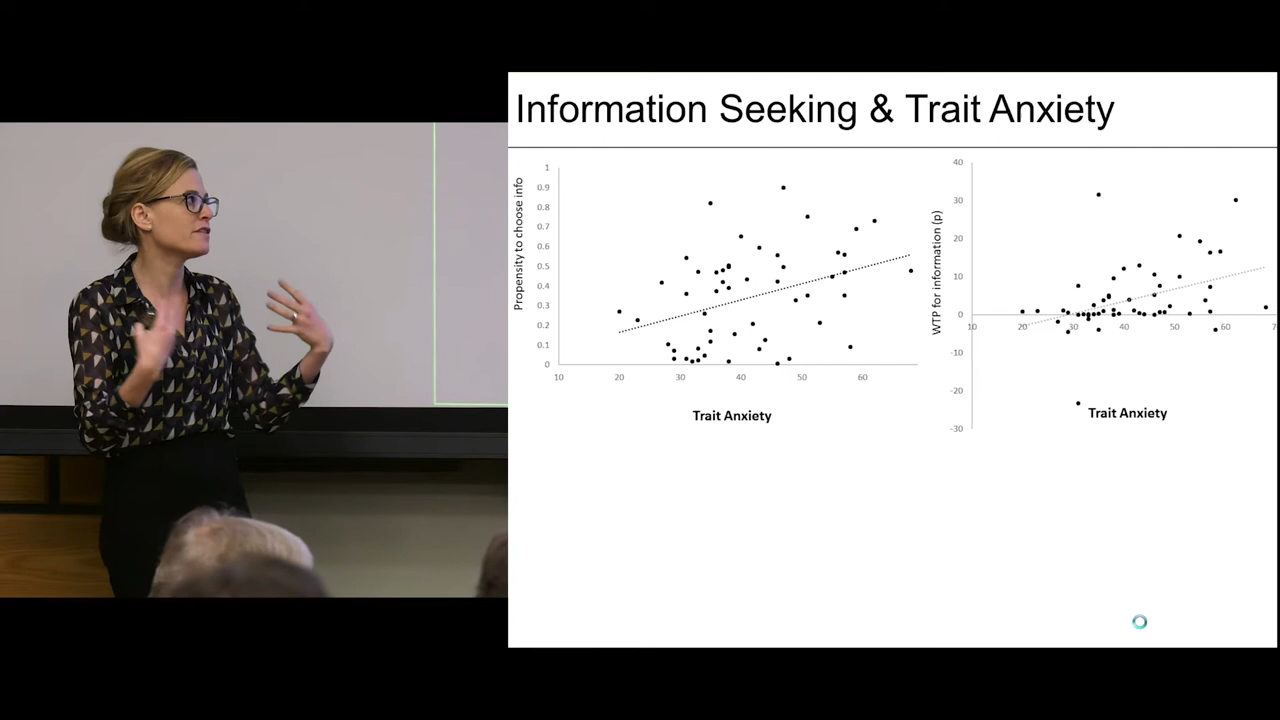 Information Seeking & Trait Anxiety
Propensity to choose info
1
0.9
0.8
0.7
0.6
0.5
0.4
0.3
0.2
0.1
0
10 20 30 40 50 60
Trait Anxiety
WTP for information (p)
40
30
20
10
0
-10
-20
-30
10 20 30 40 50 60
Trait Anxiety